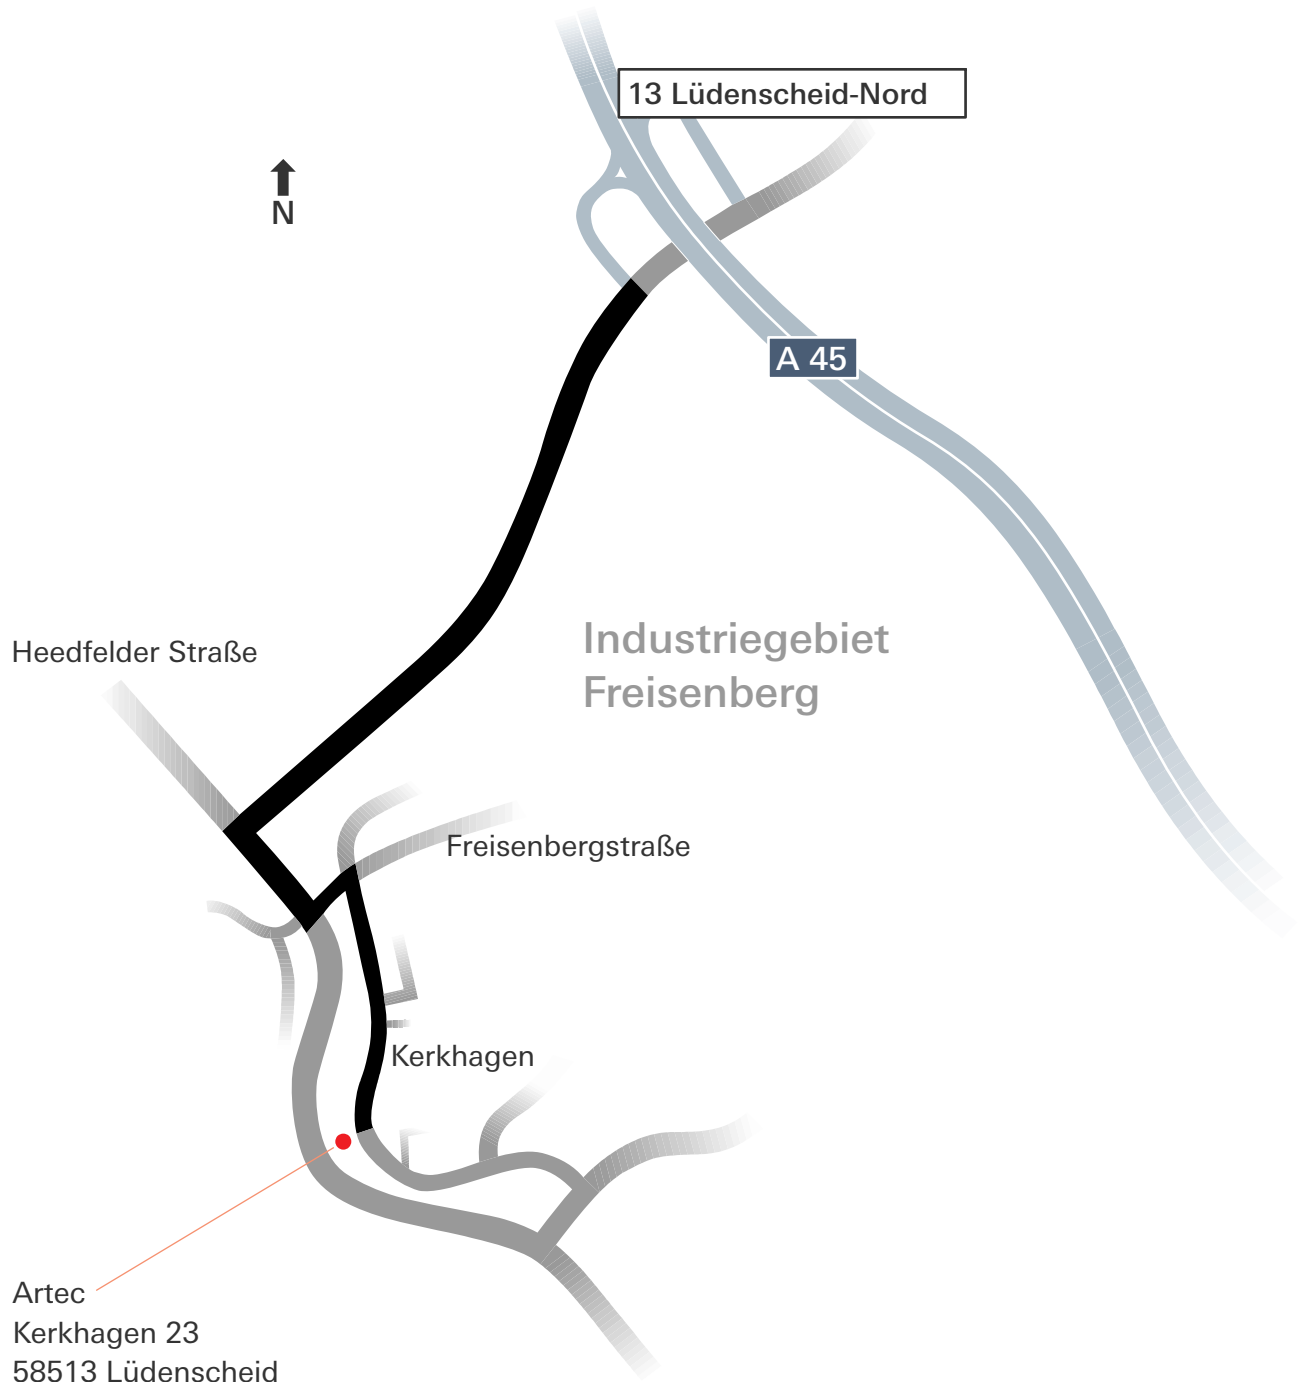 13 Lüdenscheid-Nord
N
A 45
Industriegebiet
Freisenberg
Heedfelder Straße
Freisenbergstraße
Kerkhagen
Artec
Kerkhagen 23
58513 Lüdenscheid